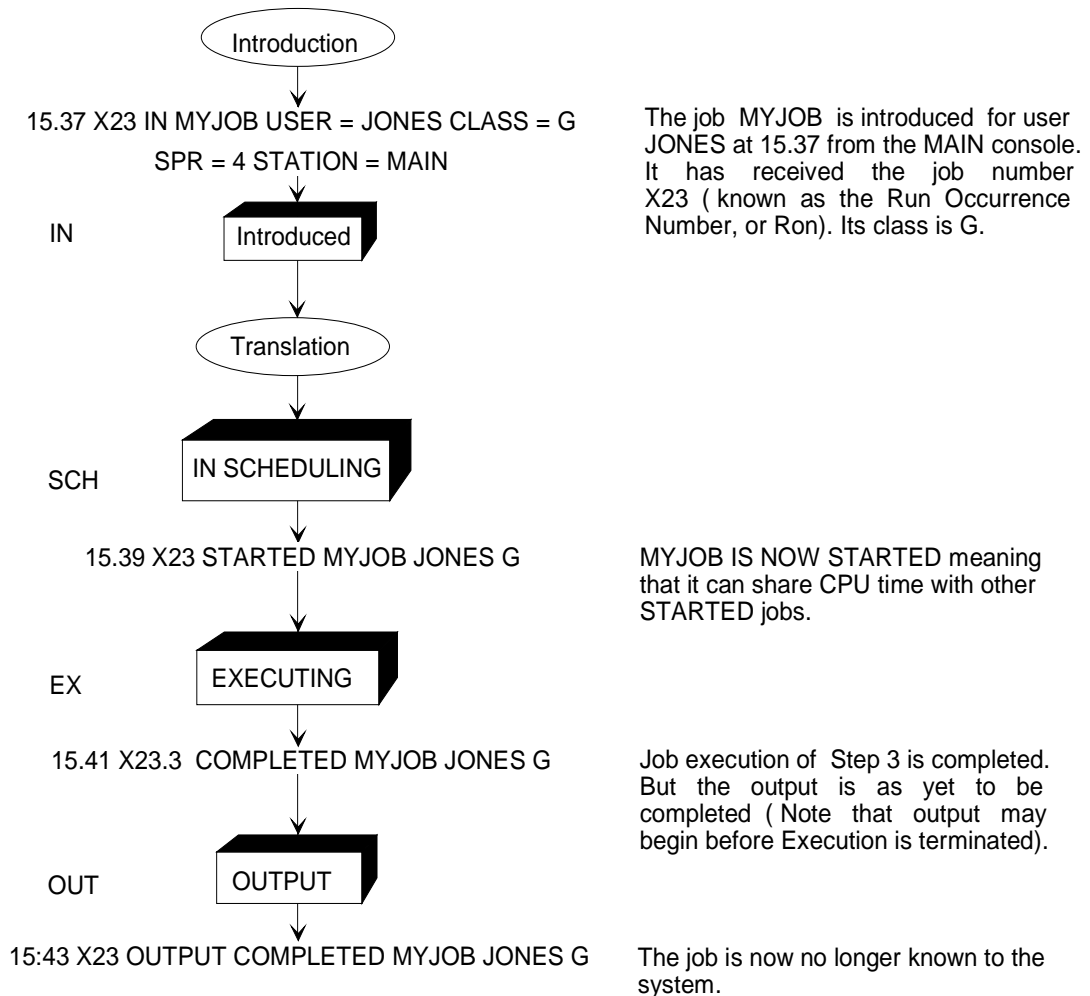 Introduction
15.37 X23 IN MYJOB USER = JONES CLASS = G
SPR = 4 STATION = MAIN
The job MYJOB is introduced for user
JONES at 15.37 from the MAIN console.
It has received the job number
X23 ( known as the Run Occurrence
Number, or Ron). Its class is G.
IN
Introduced
Translation
SCH
IN SCHEDULING
15.39 X23 STARTED MYJOB JONES G
MYJOB IS NOW STARTED meaning
that it can share CPU time with other
STARTED jobs.
EX
EXECUTING
15.41 X23.3 COMPLETED MYJOB JONES G
Job execution of Step 3 is completed.
But the output is as yet to be
completed ( Note that output may
begin before Execution is terminated).
OUT
OUTPUT
15:43 X23 OUTPUT COMPLETED MYJOB JONES G
The job is now no longer known to the
system.